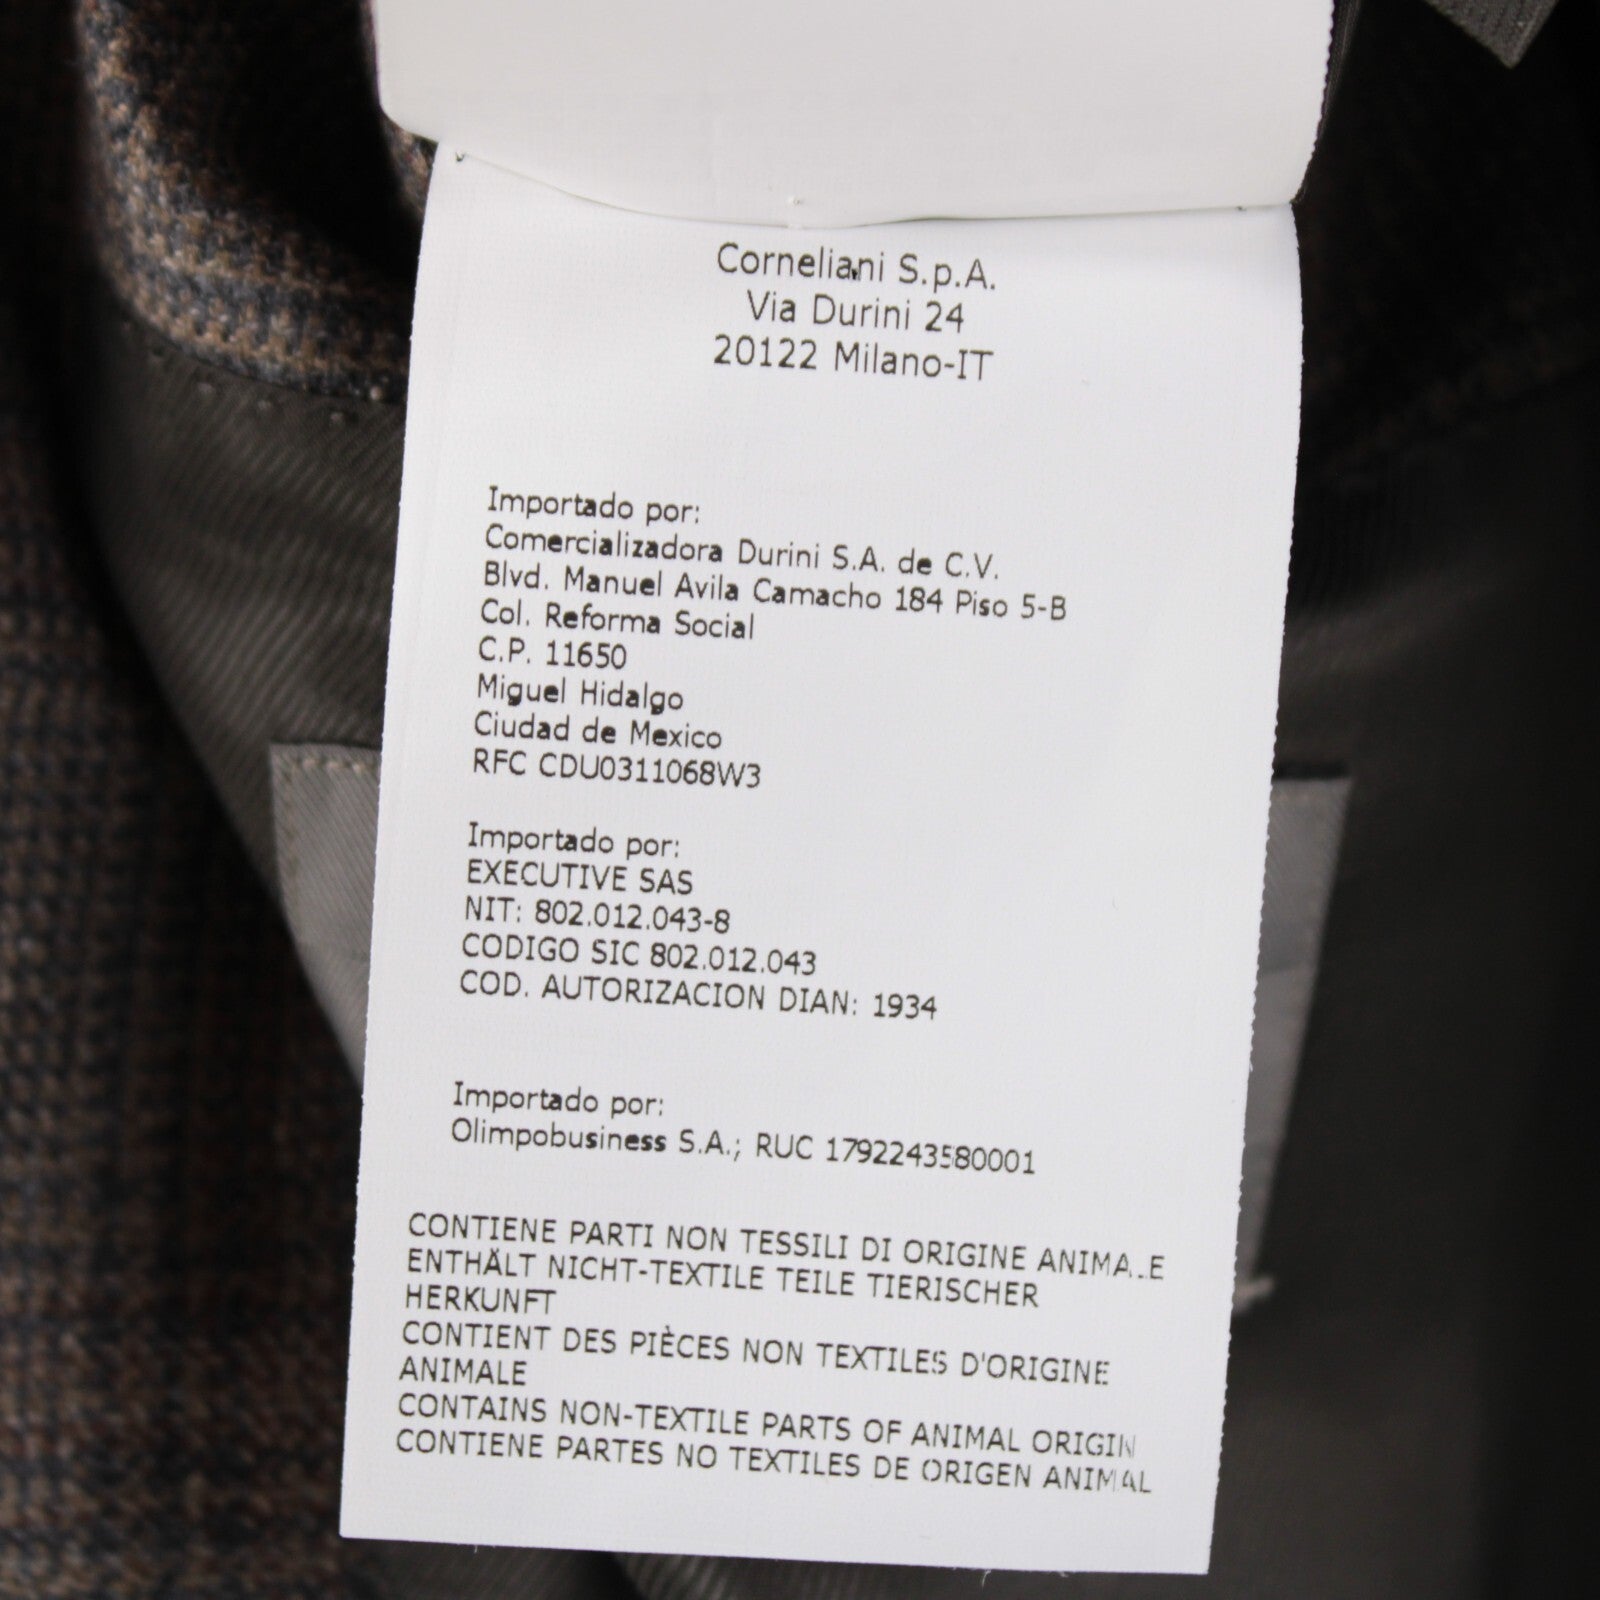 Corneliani S.p.A.
Via Durini 24
20122 Milano-IT
Importado por:
Comercializadora Durini S.A. de C.V.
Blvd. Manuel Avila Camacho 184 Piso 5-B
Col. Reforma Social
C.P. 11650
Miguel Hidalgo
Ciudad de Mexico
RFC CDU0311068W3
Importado por:
EXECUTIVE SAS
NIT: 802.012.043-8
CODIGO SIC 802.012.043
COD. AUTORIZACION DIAN: 1934
Importado por:
Olimpobusiness S.A.; RUC 1792243580001
CONTIENE PARTI NON TESSILI DI ORIGINE ANIMALE
ENTHÄLT NICHT-TEXTILE TEILE TIERISCHER
HERKUNFT
CONTIENT DES PIÈCES NON TEXTILES D'ORIGINE
ANIMALE
CONTAINS NON-TEXTILE PARTS OF ANIMAL ORIGIN
CONTIENE PARTES NO TEXTILES DE ORIGEN ANIMAL